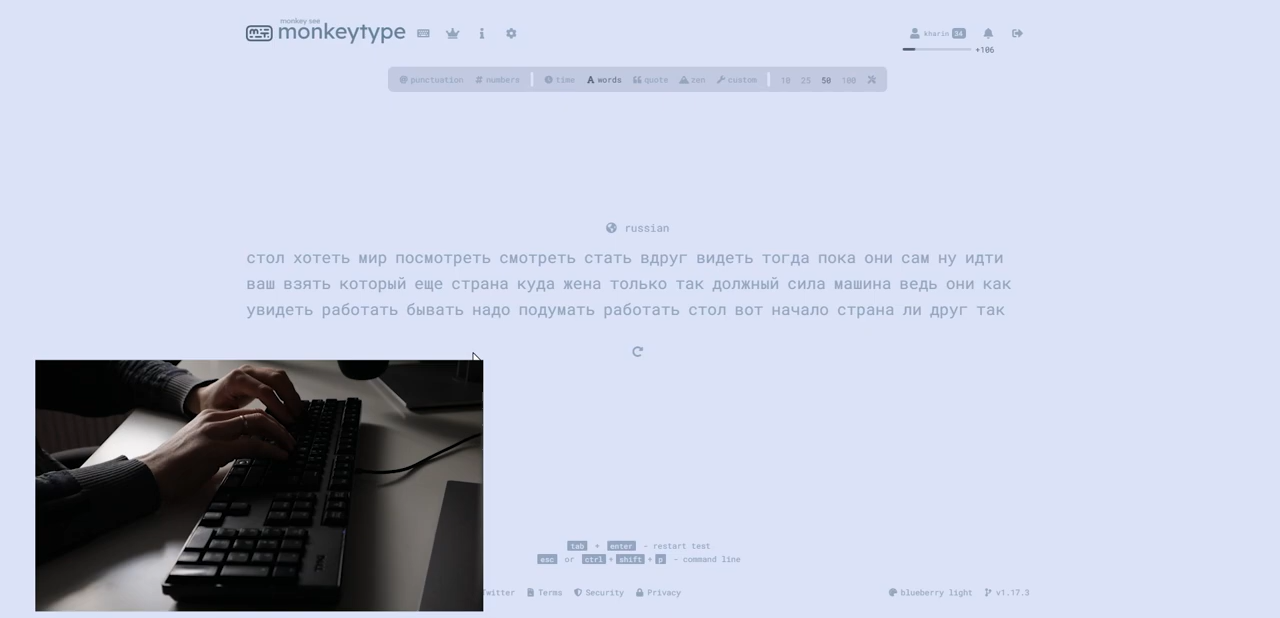 monkey see
monkeytype
kharin 34
+106
punctuation numbers time words quote zen custom 10 25 50 100
russian
стол хотеть мир посмотреть смотреть стать вдруг видеть тогда пока они сам ну идти
ваш взять который еще страна куда жена только так должный сила машина ведь они как
увидеть работать бывать надо подумать работать стол вот начало страна ли друг так
tab + enter - restart test
esc or ctrl + shift + p - command line
Twitter Terms Security Privacy blueberry light v1.17.3